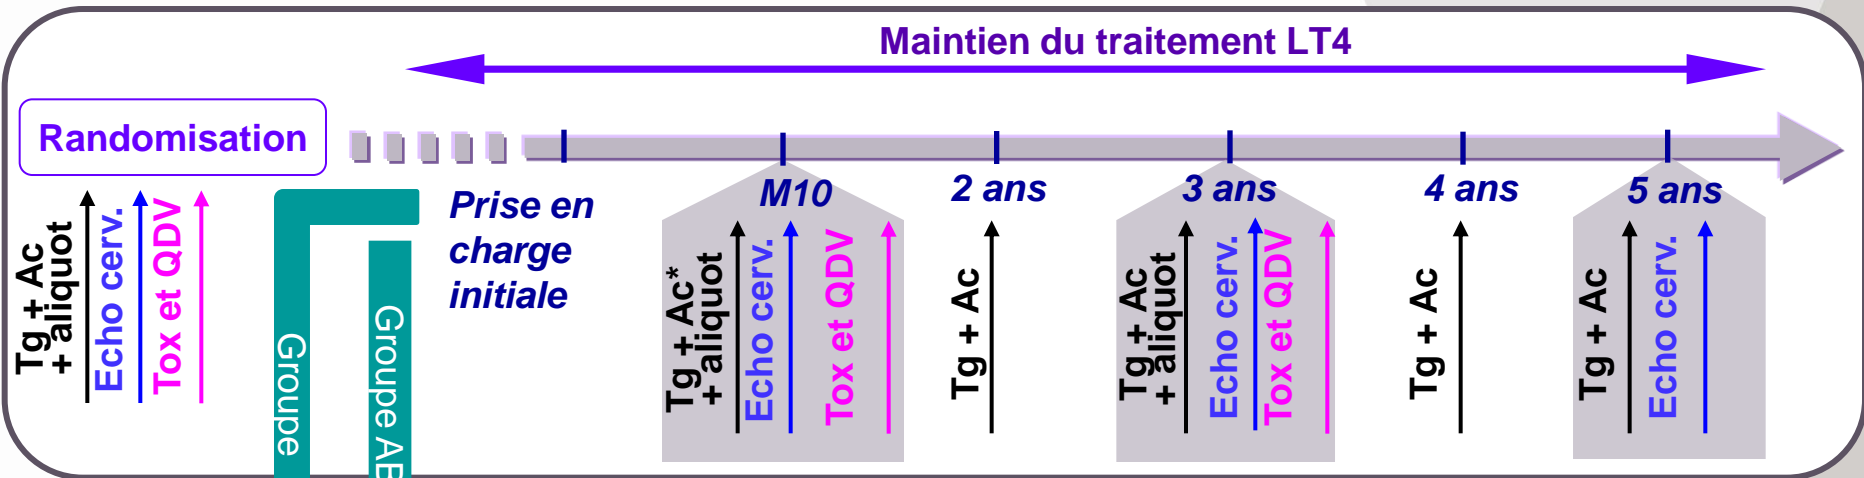 Maintien du traitement LT4
Randomisation
Tg + Ac
+ aliquot
Echo cerv.
Tox et QDV
Groupe
Groupe
Prise en
charge
initiale
M10
Tg + Ac*
+ aliquot
Echo cerv.
Tox et QDV
2 ans
Tg + Ac
3 ans
Tg + Ac
+ aliquot
Echo cerv.
Tox et QDV
4 ans
Tg + Ac
5 ans
Tg + Ac
Echo cerv.